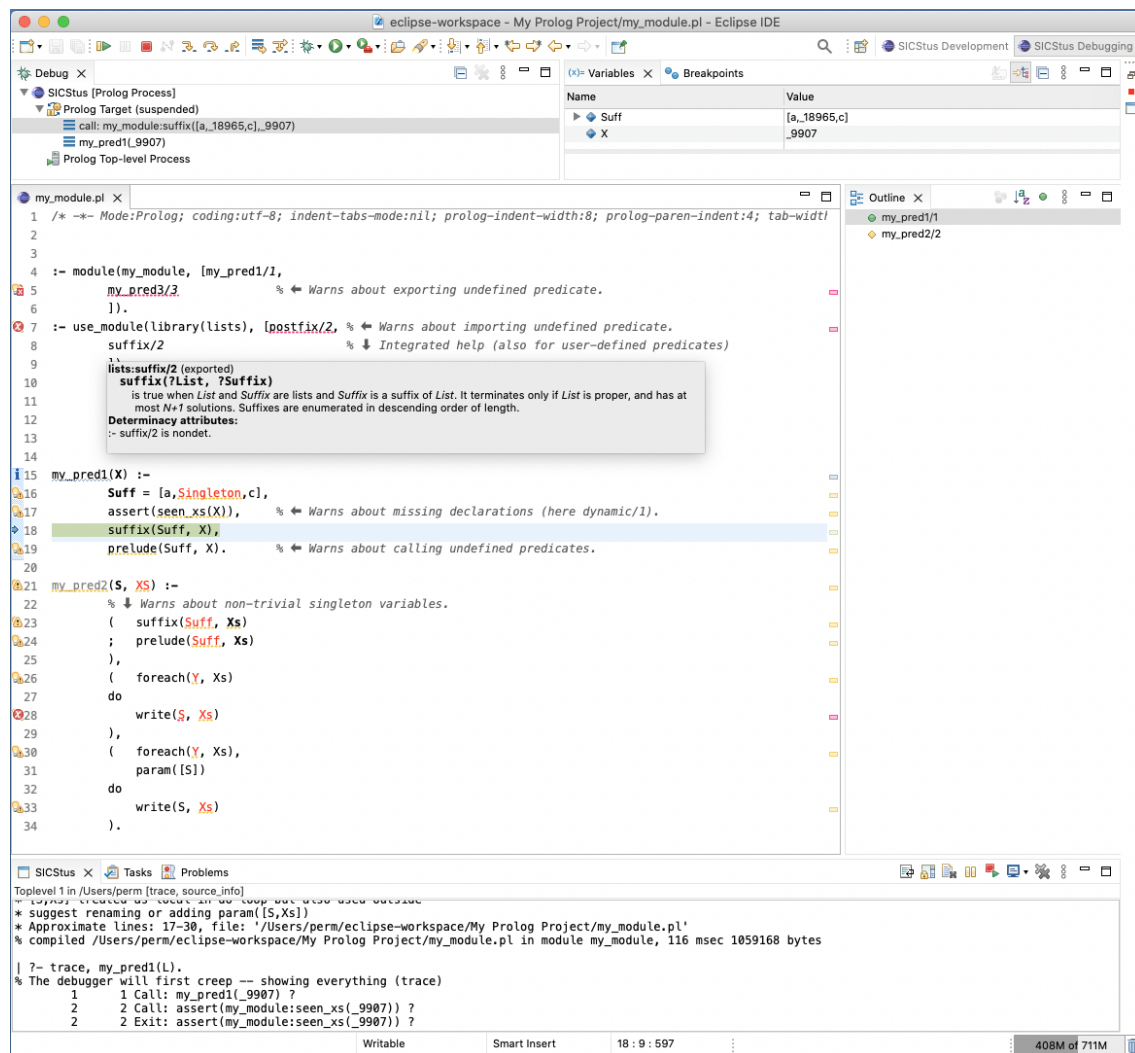 eclipse-workspace - My Prolog Project/my_module.pl - Eclipse IDE
SICStus Development
SICStus Debugging
Debug
(x)= Variables
Breakpoints
SICStus [Prolog Process]
Prolog Target (suspended)
call: my_module:suffix([a,_18965,c],_9907)
my_pred1(_9907)
Prolog Top-level Process
Name Value
Suff [a,_18965,c]
X _9907
my_module.pl
1 /* -*- Mode:Prolog; coding:utf-8; indent-tabs-mode:nil; prolog-indent-width:8; prolog-paren-indent:4; tab-width
2
3
4 :- module(my_module, [my_pred1/1,
5 my_pred3/3 % ⬅ Warns about exporting undefined predicate.
6 ]).
7 :- use_module(library(lists), [postfix/2, % ⬅ Warns about importing undefined predicate.
8 suffix/2 % ⬇ Integrated help (also for user-defined predicates)
9
lists:suffix/2 (exported)
10 suffix(?List, ?Suffix)
is true when List and Suffix are lists and Suffix is a suffix of List. It terminates only if List is proper, and has at
11 most N+1 solutions. Suffixes are enumerated in descending order of length.
12 Determinacy attributes:
13 :- suffix/2 is nondet.
14
15 my_pred1(X) :-
16 Suff = [a,Singleton,c],
17 assert(seen_xs(X)), % ⬅ Warns about missing declarations (here dynamic/1).
18 suffix(Suff, X),
19 prelude(Suff, X). % ⬅ Warns about calling undefined predicates.
20
21 my_pred2(S, XS) :-
22 % ⬇ Warns about non-trivial singleton variables.
23 ( suffix(Suff, Xs)
24 ; prelude(Suff, Xs)
25 ),
26 ( foreach(Y, Xs)
27 do
28 write(S, Xs)
29 ),
30 ( foreach(Y, Xs),
31 param([S])
32 do
33 write(S, Xs)
34 ).
Outline
my_pred1/1
my_pred2/2
SICStus
Tasks
Problems
Toplevel 1 in /Users/perm [trace, source_info]
* [S,Xs] created as local in do loop but also used outside
* suggest renaming or adding param([S,Xs])
* Approximate lines: 17-30, file: '/Users/perm/eclipse-workspace/My Prolog Project/my_module.pl'
% compiled /Users/perm/eclipse-workspace/My Prolog Project/my_module.pl in module my_module, 116 msec 1059168 bytes
| ?- trace, my_pred1(L).
% The debugger will first creep -- showing everything (trace)
1 1 Call: my_pred1(_9907) ?
2 2 Call: assert(my_module:seen_xs(_9907)) ?
2 2 Exit: assert(my_module:seen_xs(_9907)) ?
Writable
Smart Insert
18 : 9 : 597
408M of 711M